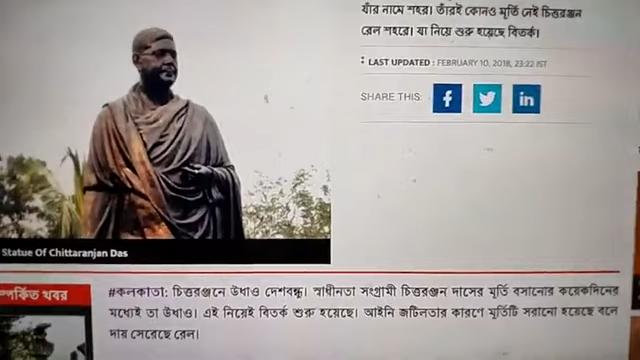 যাঁর নামে শহর। তাঁরই কোনও মূর্তি নেই চিত্তরঞ্জন
রেল শহরে। যা নিয়ে শুরু হয়েছে বিতর্ক।
: LAST UPDATED : FEBRUARY 10, 2018, 23:22 IST
SHARE THIS:
Statue Of Chittaranjan Das
ম্পর্কিত খবর
#কলকাতা: চিত্তরঞ্জনে উধাও দেশবন্ধু। স্বাধীনতা সংগ্রামী চিত্তরঞ্জন দাসের মূর্তি বসানোর কয়েকদিনের
মধ্যেই তা উধাও। এই নিয়েই বিতর্ক শুরু হয়েছে। আইনি জটিলতার কারণে মূর্তিটি সরানো হয়েছে বলে
দায় সেরেছে রেল।